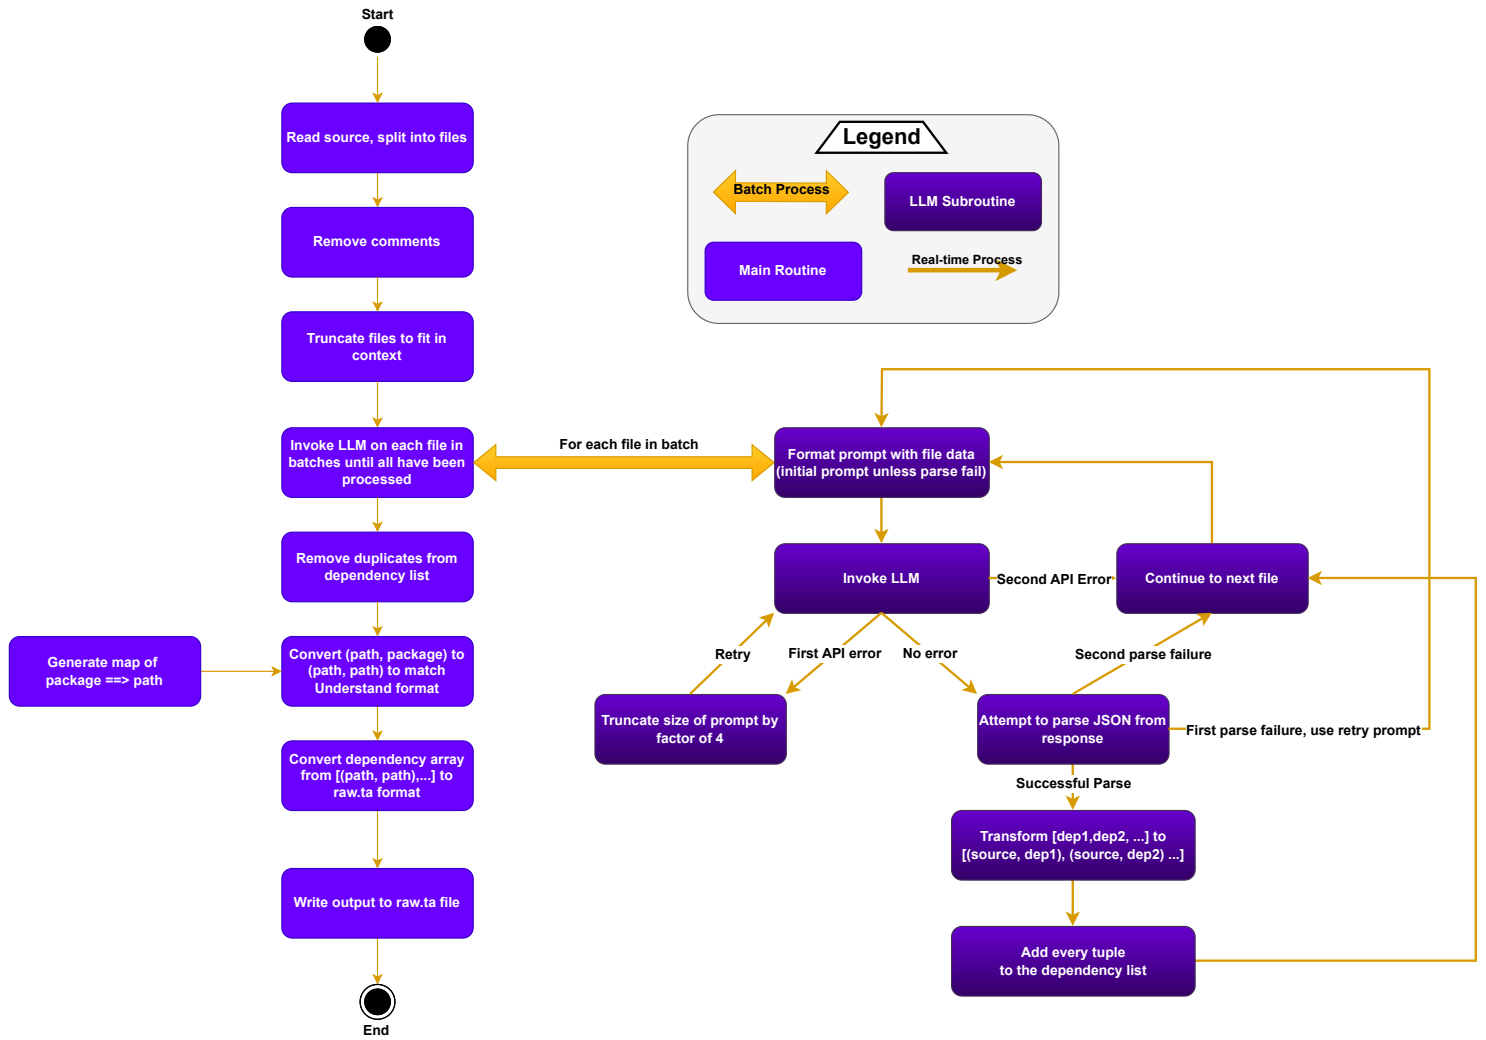 Start
Read source, split into files
Remove comments
Truncate files to fit in
context
Invoke LLM on each file in
batches until all have been
processed
Remove duplicates from
dependency list
Generate map of
package ==> path
Convert (path, package) to
(path, path) to match
Understand format
Convert dependency array
from [(path, path),...] to
raw.ta format
Write output to raw.ta file
End
Legend
Batch Process
LLM Subroutine
Main Routine
Real-time Process
For each file in batch
Format prompt with file data
(initial prompt unless parse fail)
Invoke LLM
Second API Error
Continue to next file
Retry
First API error
No error
Second parse failure
Truncate size of prompt by
factor of 4
Attempt to parse JSON from
response
First parse failure, use retry prompt
Successful Parse
Transform [dep1,dep2, ...] to
[(source, dep1), (source, dep2) ...]
Add every tuple
to the dependency list